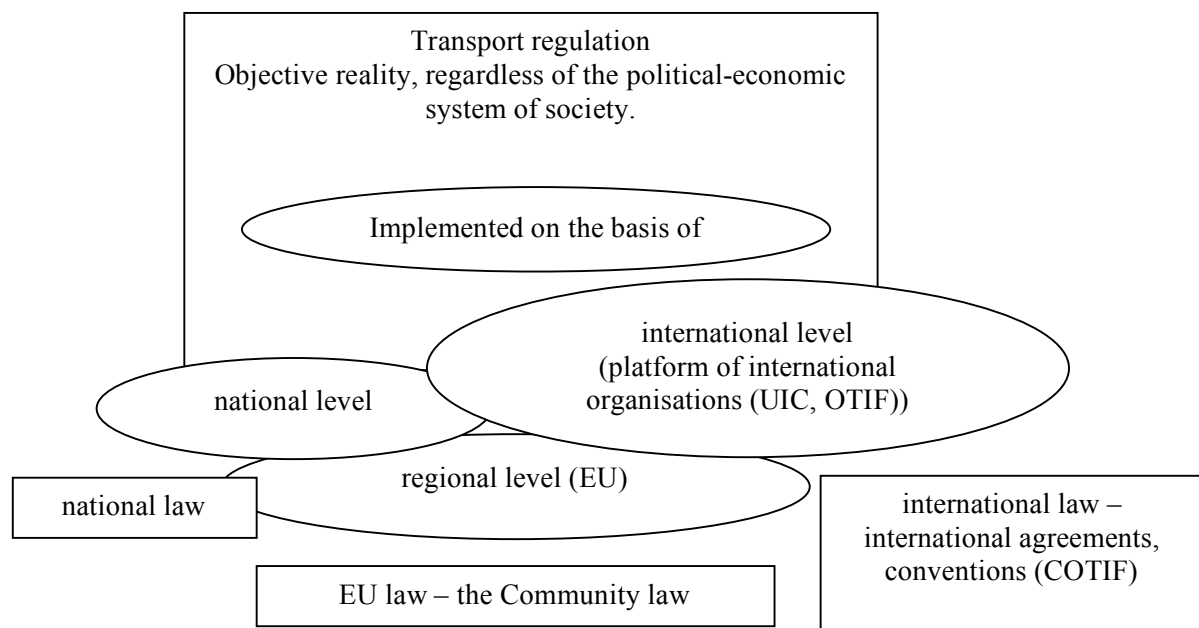 Transport regulation
Objective reality, regardless of the political-economic
system of society.
Implemented on the basis of
international level
(platform of international
organisations (UIC, OTIF))
national level
regional level (EU)
national law
international law –
international agreements,
conventions (COTIF)
EU law – the Community law